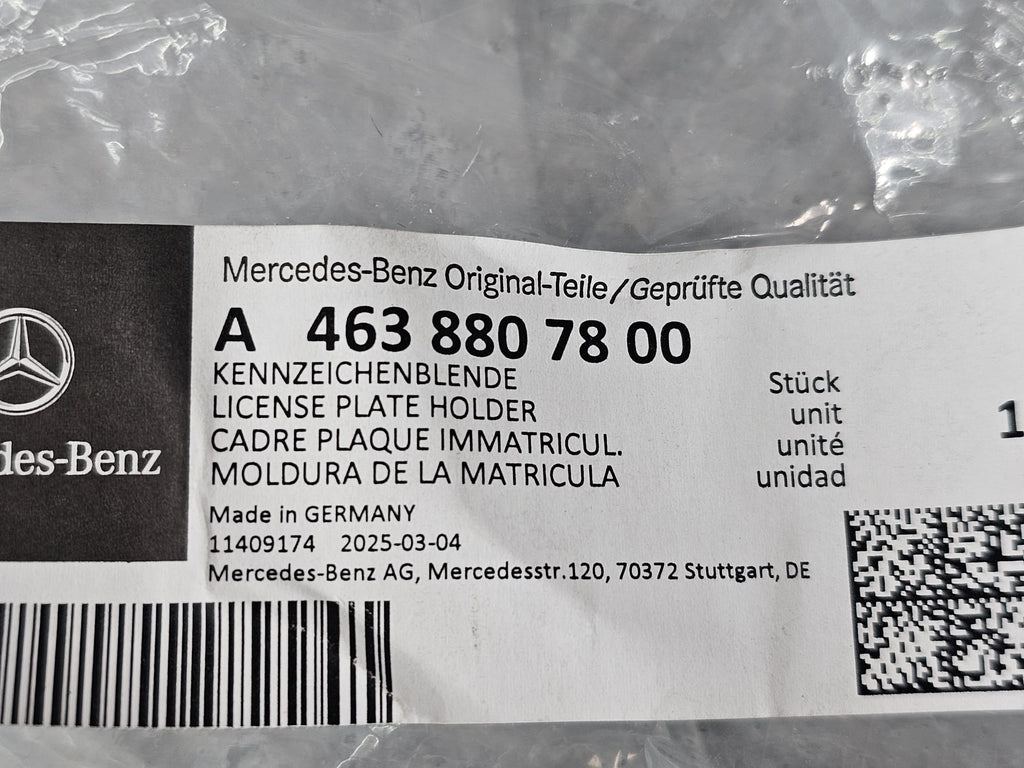 Mercedes-Benz Original-Teile/Geprüfte Qualität
A 463 880 78 00
KENNZEICHENBLENDE Stück
LICENSE PLATE HOLDER unit 1
CADRE PLAQUE IMMATRICUL. unité
MOLDURA DE LA MATRICULA unidad
Made in GERMANY
11409174 2025-03-04
Mercedes-Benz AG, Mercedesstr.120, 70372 Stuttgart, DE
des-Benz